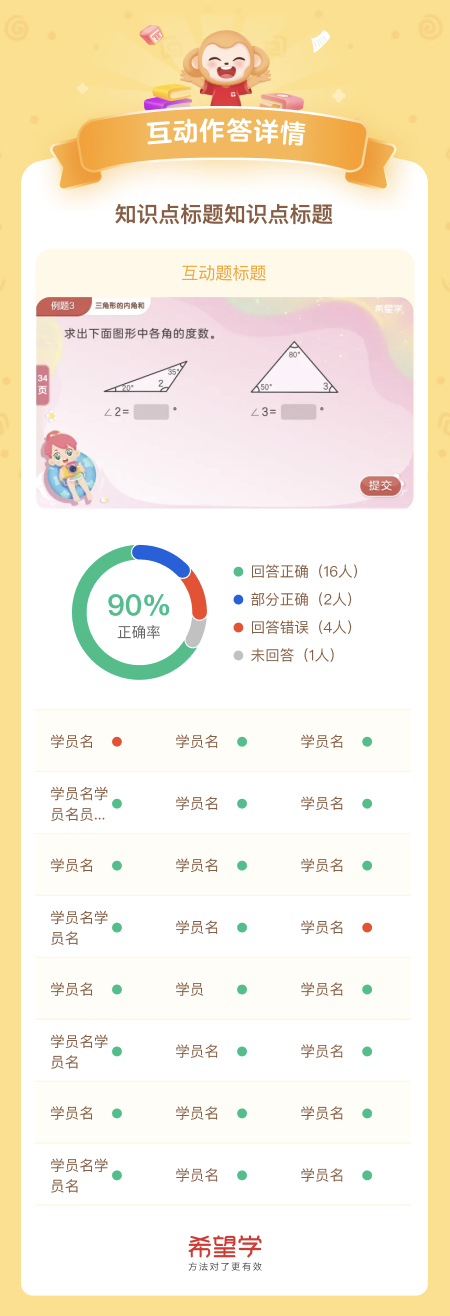 互动作答详情
知识点标题知识点标题
互动题标题
例题3 三角形的内角和
希望学
求出下面图形中各角的度数。
34
页
35°
20°
2
80°
50°
3
∠2= °
∠3= °
提交
90%
正确率
回答正确（16人）
部分正确（2人）
回答错误（4人）
未回答（1人）
学员名 学员名 学员名
学员名学
员名员... 学员名 学员名
学员名 学员名 学员名
学员名学
员名 学员名 学员名
学员名 学员 学员名
学员名学
员名 学员名 学员名
学员名 学员名 学员名
学员名学
员名 学员名 学员名
希望学
方法对了更有效